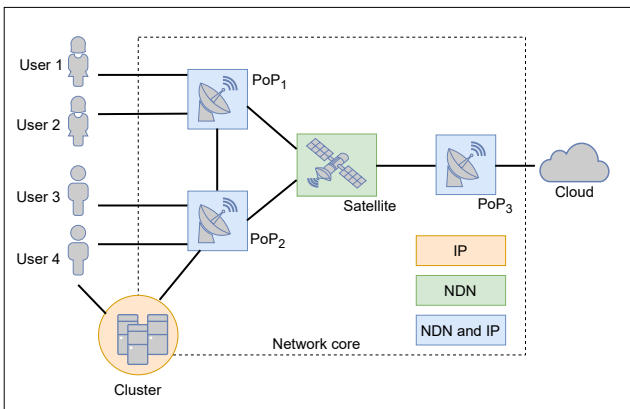 User 1
PoP1
User 2
User 3
Satellite
PoP3
Cloud
PoP2
User 4
IP
NDN
NDN and IP
Network core
Cluster